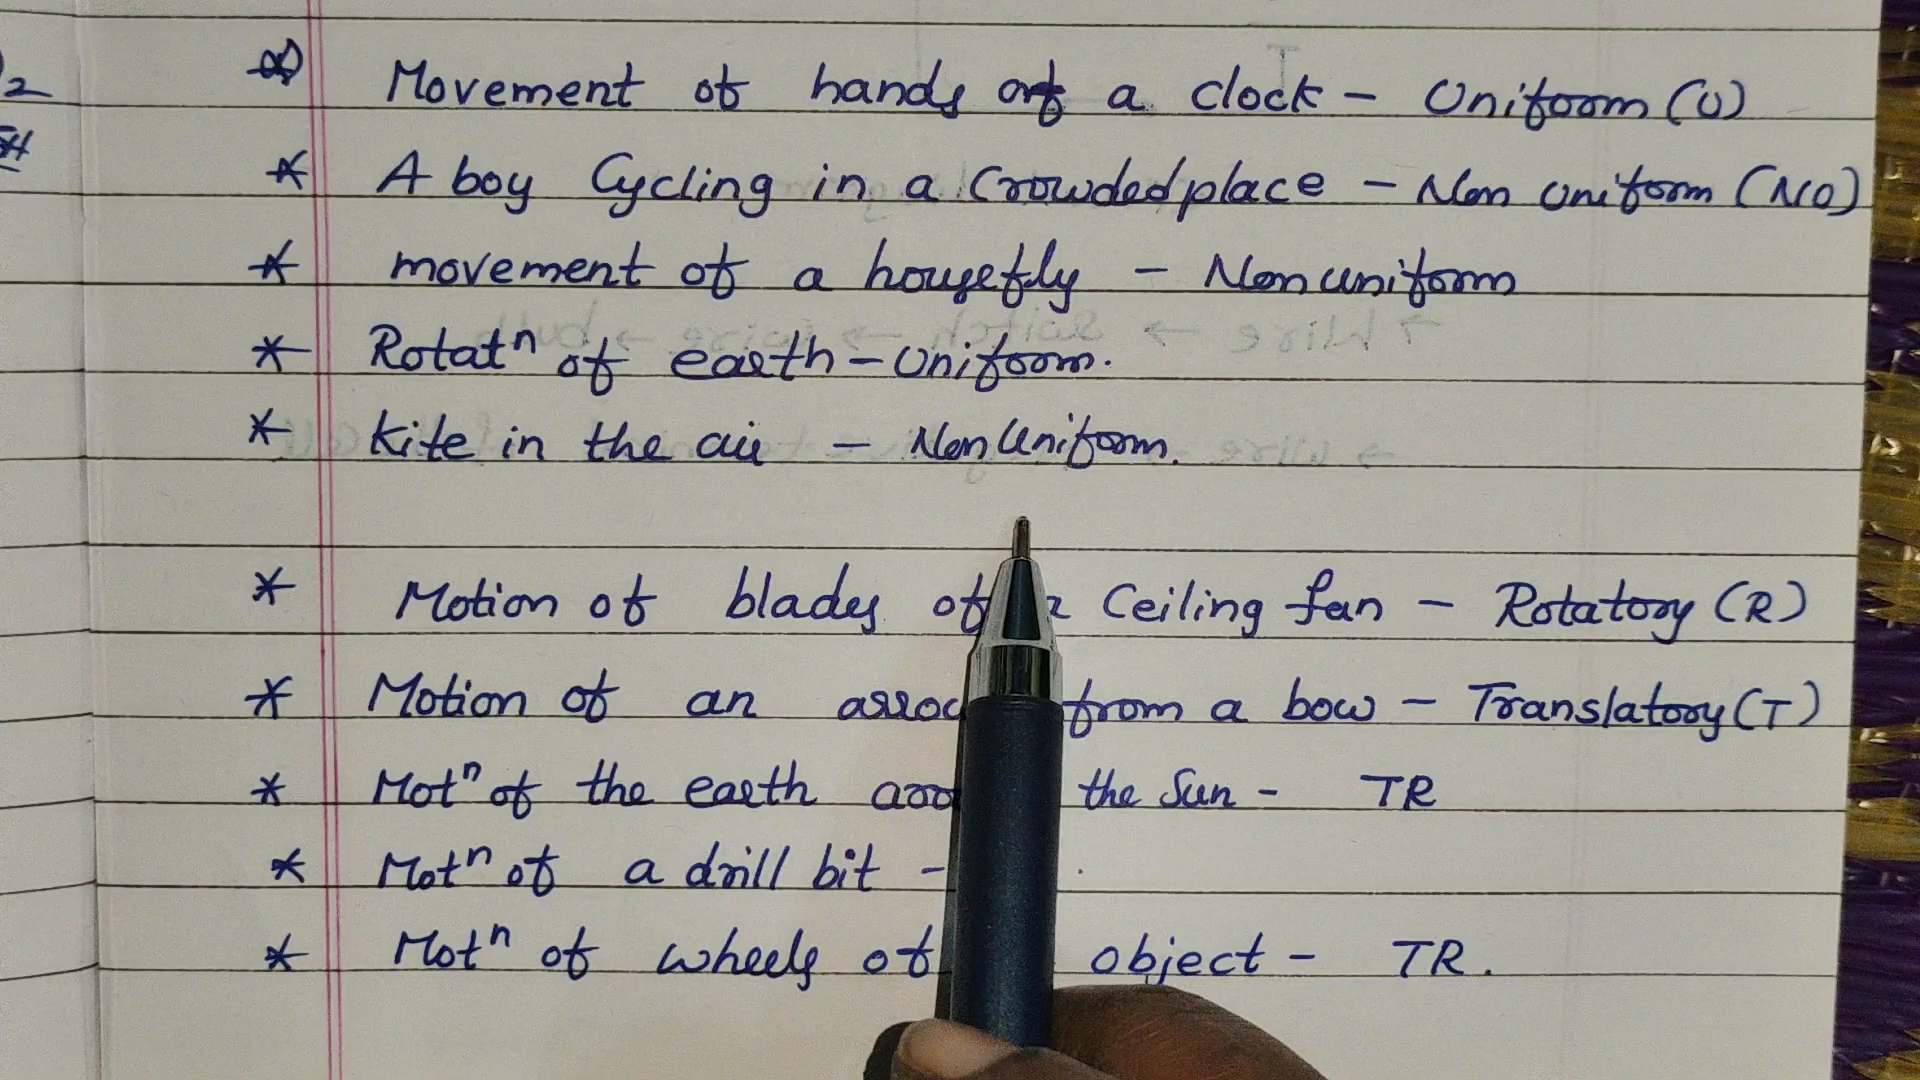 2
54
* Movement of hands of a clock - Uniform (U)
* A boy Cycling in a Crowded place - Non Uniform (NU)
* movement of a housefly - Non uniform
* Rotatⁿ of earth - Uniform.
* Kite in the air - Non Uniform.
* Motion of blades of a Ceiling fan - Rotatory (R)
* Motion of an from a bow - Translatory (T)
* Motⁿ of the earth the Sun - TR
* Motⁿ of a drill bit -
* Motⁿ of wheels of object - TR.